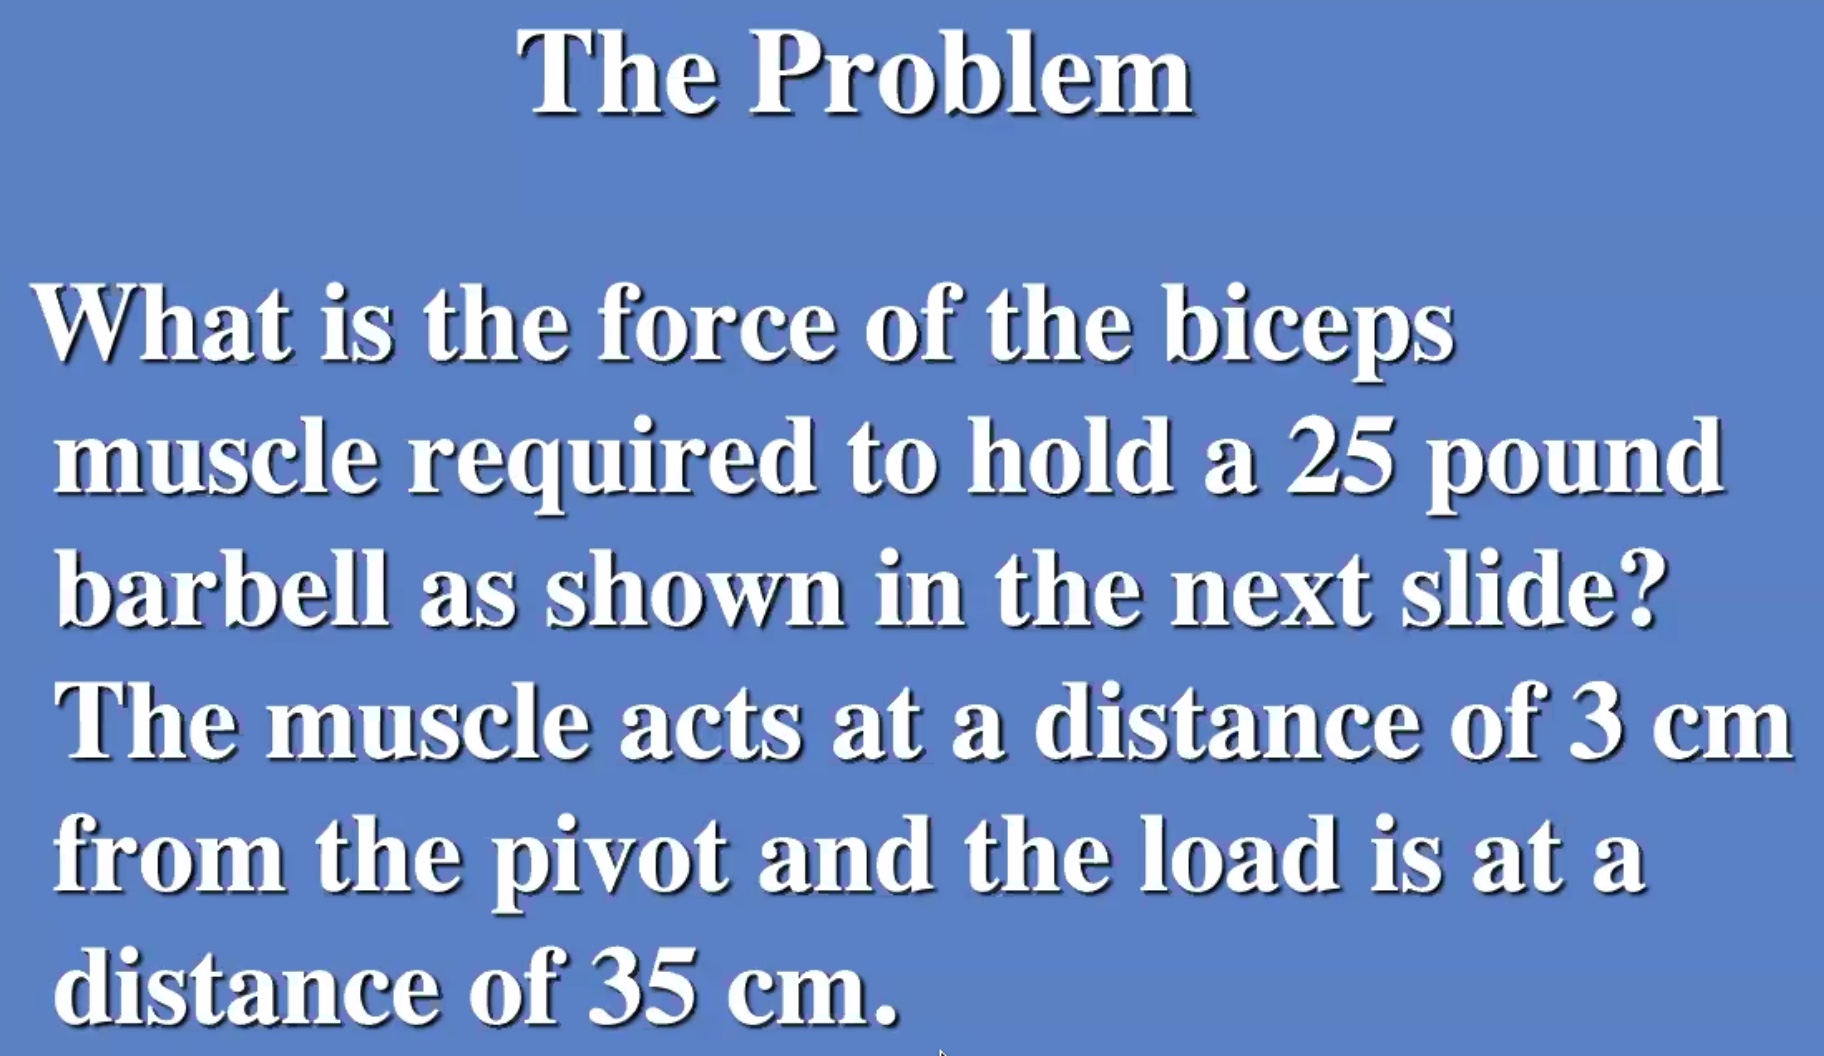 The Problem
What is the force of the biceps
muscle required to hold a 25 pound
barbell as shown in the next slide?
The muscle acts at a distance of 3 cm
from the pivot and the load is at a
distance of 35 cm.